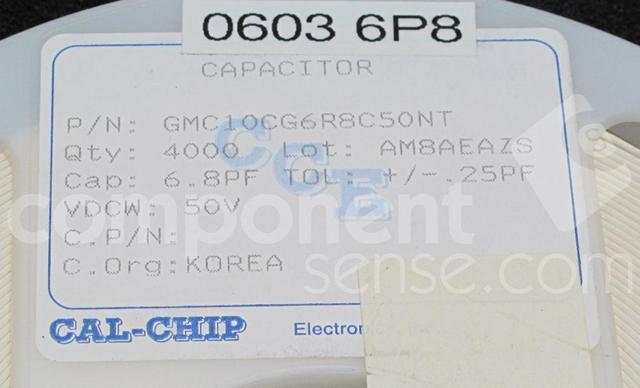 0603 6P8
CAPACITOR
P/N: GMC10CG6R8C50NT
Qty: 4000 Lot: AM8AEAZS
Cap: 6.8PF TOL: +/-.25PF
VDCW: 50V
C.P/N:
C.Org:KOREA
CCE
CAL-CHIP
component
sense.com